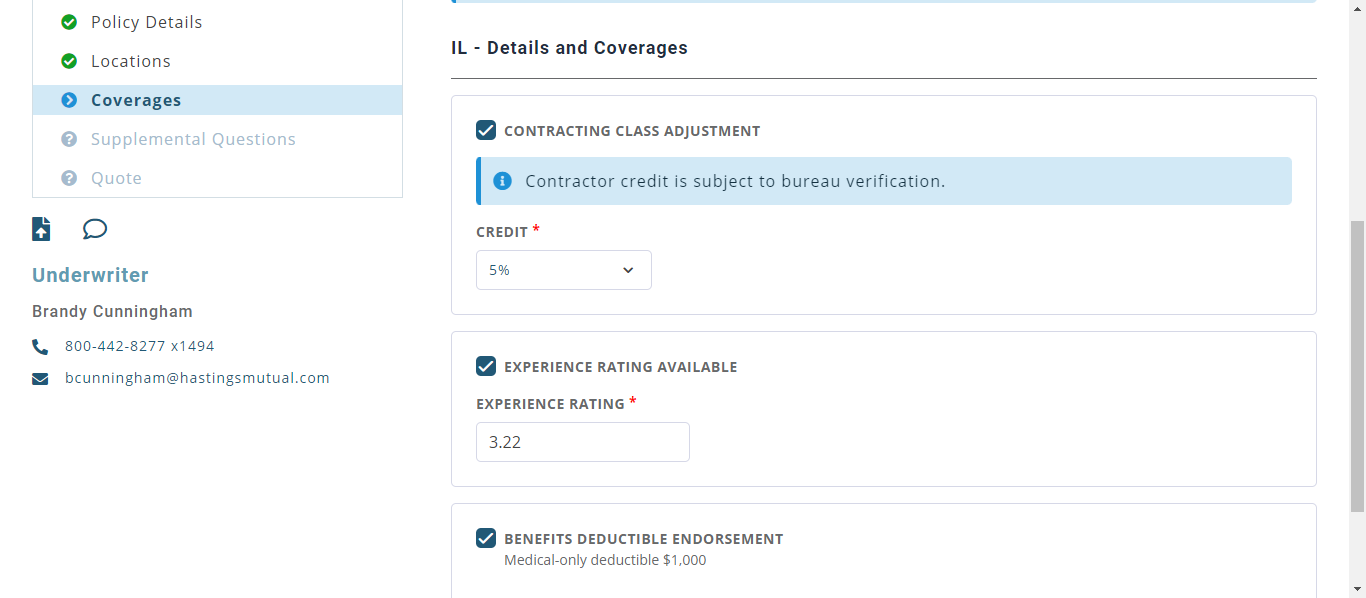 Policy Details
Locations
Coverages
Supplemental Questions
Quote
Underwriter
Brandy Cunningham
800-442-8277 x1494
bcunningham@hastingsmutual.com
IL - Details and Coverages
CONTRACTING CLASS ADJUSTMENT
Contractor credit is subject to bureau verification.
CREDIT *
5%
EXPERIENCE RATING AVAILABLE
EXPERIENCE RATING *
3.22
BENEFITS DEDUCTIBLE ENDORSEMENT
Medical-only deductible $1,000